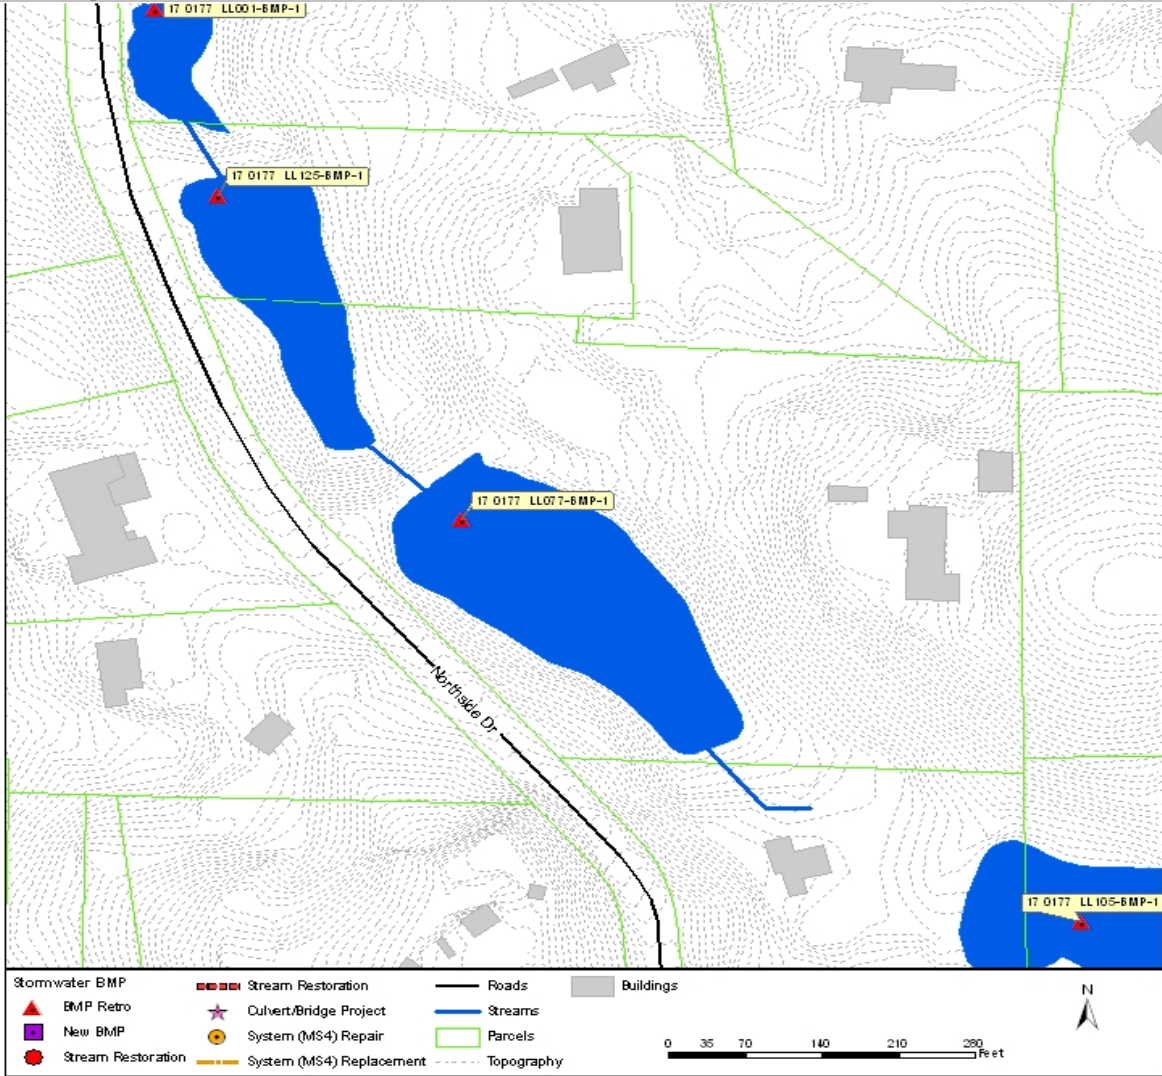 17 0177 LL001-BMP-1
17 0177 LL125-BMP-1
17 0177 LL077-BMP-1
Northside Dr
17 0177 LL105-BMP-1
Stormwater BMP
BMP Retro
New BMP
Stream Restoration
Stream Restoration
Culvert/Bridge Project
System (MS4) Repair
System (MS4) Replacement
Roads
Streams
Parcels
Topography
Buildings
N
0 35 70 140 210 280
Feet